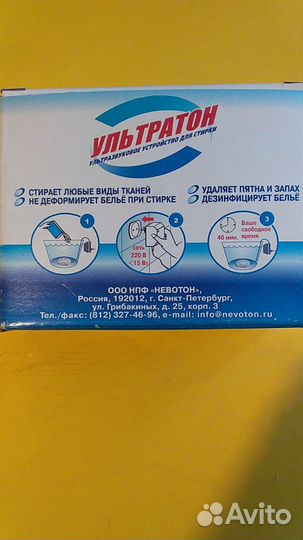 УЛЬТРАТОН
УЛЬТРАЗВУКОВОЕ УСТРОЙСТВО ДЛЯ СТИРКИ
СТИРАЕТ ЛЮБЫЕ ВИДЫ ТКАНЕЙ
НЕ ДЕФОРМИРУЕТ БЕЛЬЁ ПРИ СТИРКЕ
УДАЛЯЕТ ПЯТНА И ЗАПАХ
ДЕЗИНФИЦИРУЕТ БЕЛЬЁ
1
2
сеть
220 В
<15 Вт
3
Ваше
свободное
время
40 мин.
ООО НПФ "НЕВОТОН",
Россия, 192012, г. Санкт-Петербург,
ул. Грибакиных, д. 25, корп. 3
Тел./факс: (812) 327-46-96, e-mail: info@nevoton.ru
Avito